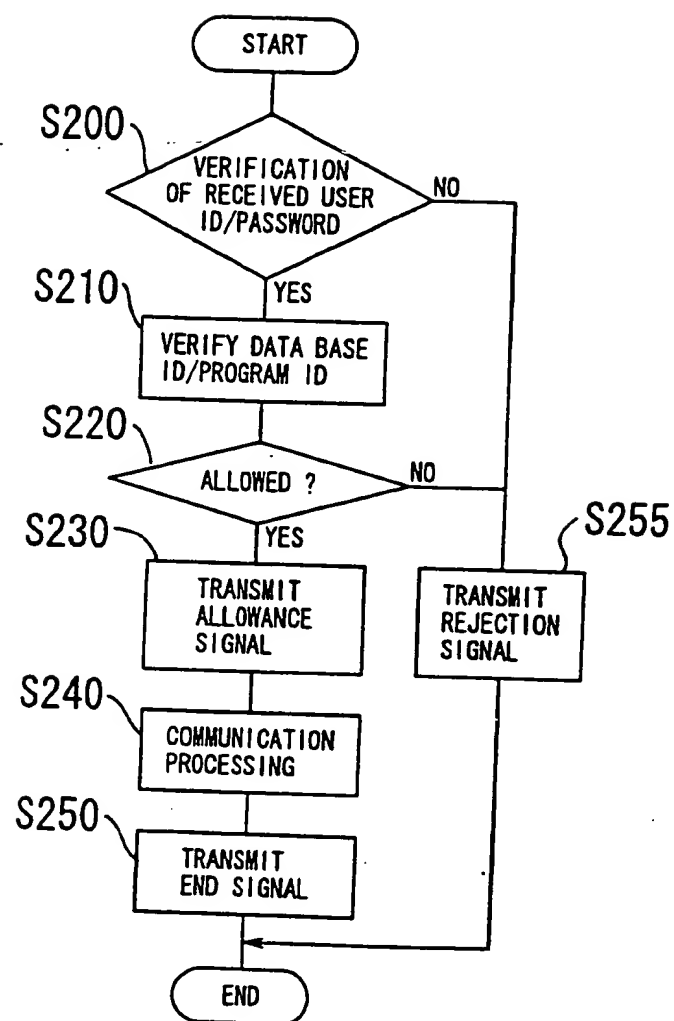 START
S200
VERIFICATION
OF RECEIVED USER
ID/PASSWORD
NO
YES
S210
VERIFY DATA BASE
ID/PROGRAM ID
S220
ALLOWED ?
NO
YES
S230
TRANSMIT
ALLOWANCE
SIGNAL
S255
TRANSMIT
REJECTION
SIGNAL
S240
COMMUNICATION
PROCESSING
S250
TRANSMIT
END SIGNAL
END